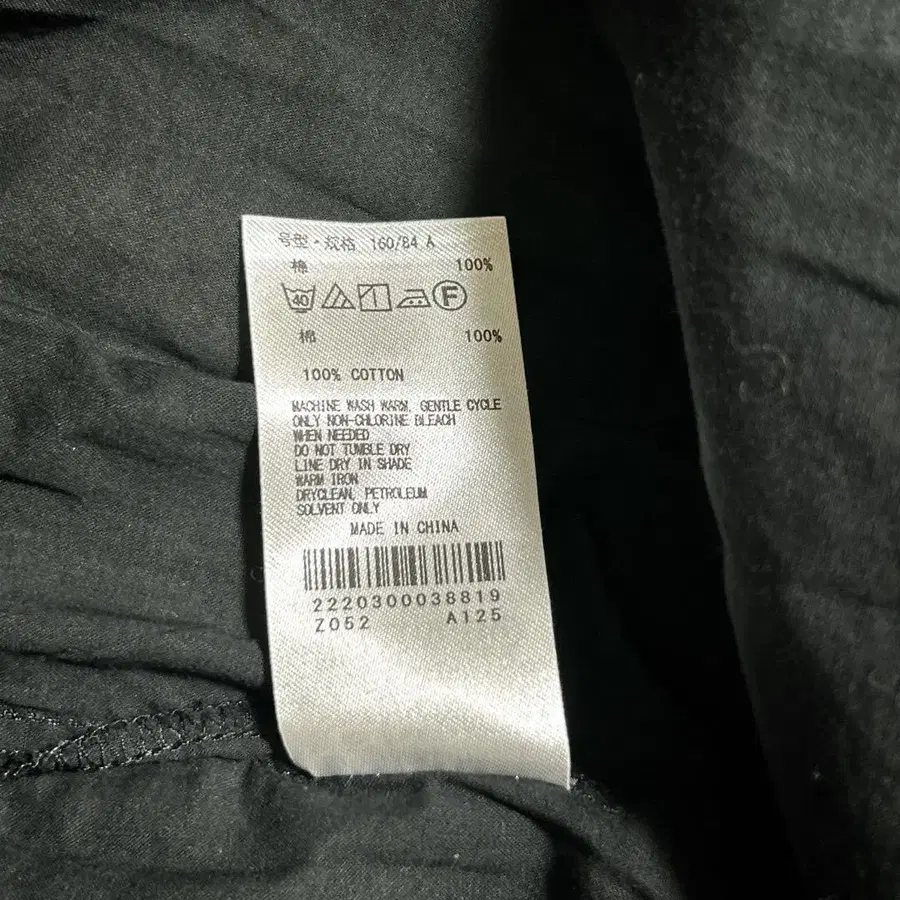 号型·规格 160/84 A
棉 100%
40 F
棉 100%
100% COTTON
MACHINE WASH WARM, GENTLE CYCLE
ONLY NON-CHLORINE BLEACH
WHEN NEEDED
DO NOT TUMBLE DRY
LINE DRY IN SHADE
WARM IRON
DRYCLEAN, PETROLEUM
SOLVENT ONLY
MADE IN CHINA
2220300038819
Z052 A125